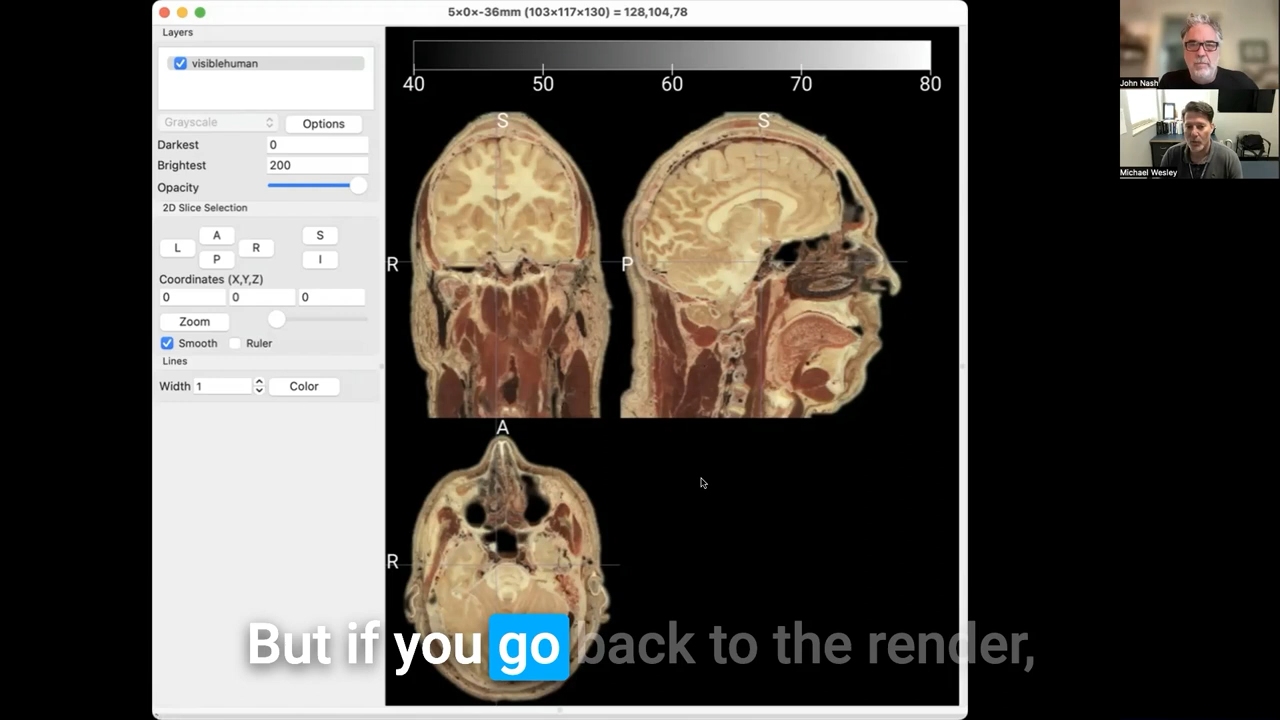 5×0×-36mm (103×117×130) = 128,104,78
Layers
visiblehuman
Grayscale
Options
Darkest
0
Brightest
200
Opacity
2D Slice Selection
L
A
R
P
S
I
Coordinates (X,Y,Z)
0
0
0
Zoom
Smooth
Ruler
Lines
Width
1
Color
40
50
60
70
80
S
S
R
P
A
R
John Nash
Michael Wesley
But if you go back to the render,